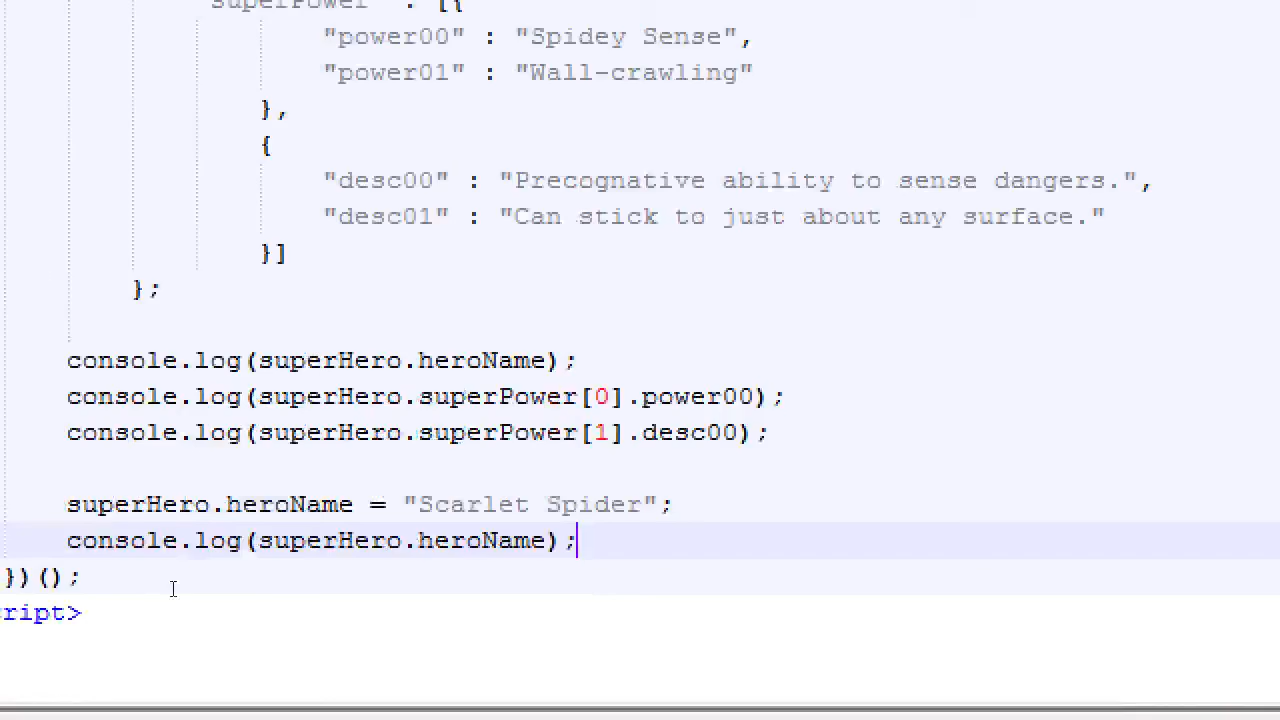 superPower : [{
"power00" : "Spidey Sense",
"power01" : "Wall-crawling"
},
{
"desc00" : "Precognative ability to sense dangers.",
"desc01" : "Can stick to just about any surface."
}]
};
console.log(superHero.heroName);
console.log(superHero.superPower[0].power00);
console.log(superHero.superPower[1].desc00);
superHero.heroName = "Scarlet Spider";
console.log(superHero.heroName);
})();
cript>